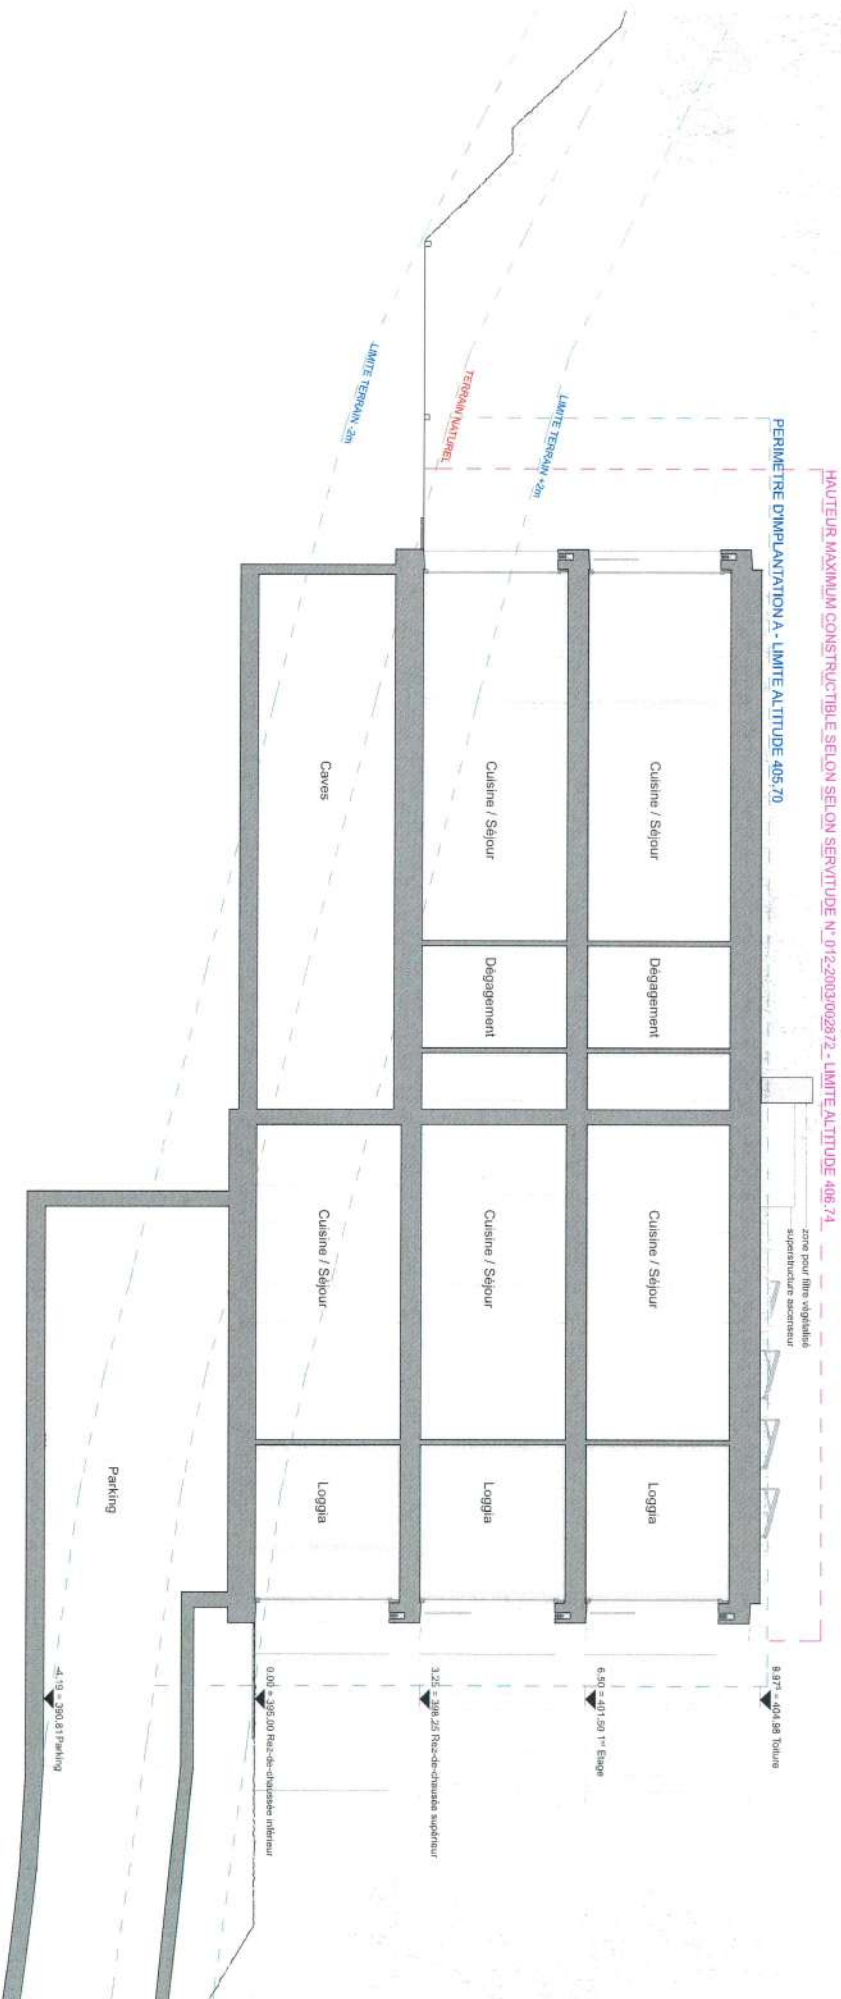 HAUTEUR MAXIMUM CONSTRUCTIBLE SELON SELON SERVITUDE N° 012-2003/002872 - LIMITE ALTITUDE 406.74
PERIMETRE D'IMPLANTATION A - LIMITE ALTITUDE 405.70
zone pour filtre végétalisé
superstructure ascenseur
LIMITE TERRAIN +2m
TERRAIN NATUREL
LIMITE TERRAIN -2m
9.97⁵ = 404.98 Toiture
Cuisine / Séjour
Dégagement
Cuisine / Séjour
Loggia
6.50 = 401.50 1er Etage
Cuisine / Séjour
Dégagement
Cuisine / Séjour
Loggia
3.25 = 398.25 Rez-de-chaussée supérieur
Caves
Cuisine / Séjour
Loggia
0.00 = 395.00 Rez-de-chaussée inférieur
Parking
-4.19 = 390.81 Parking